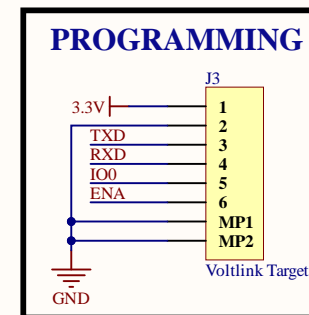 PROGRAMMING
J3
3.3V 1
2
TXD 3
RXD 4
IO0 5
ENA 6
MP1
MP2
Voltlink Target
GND